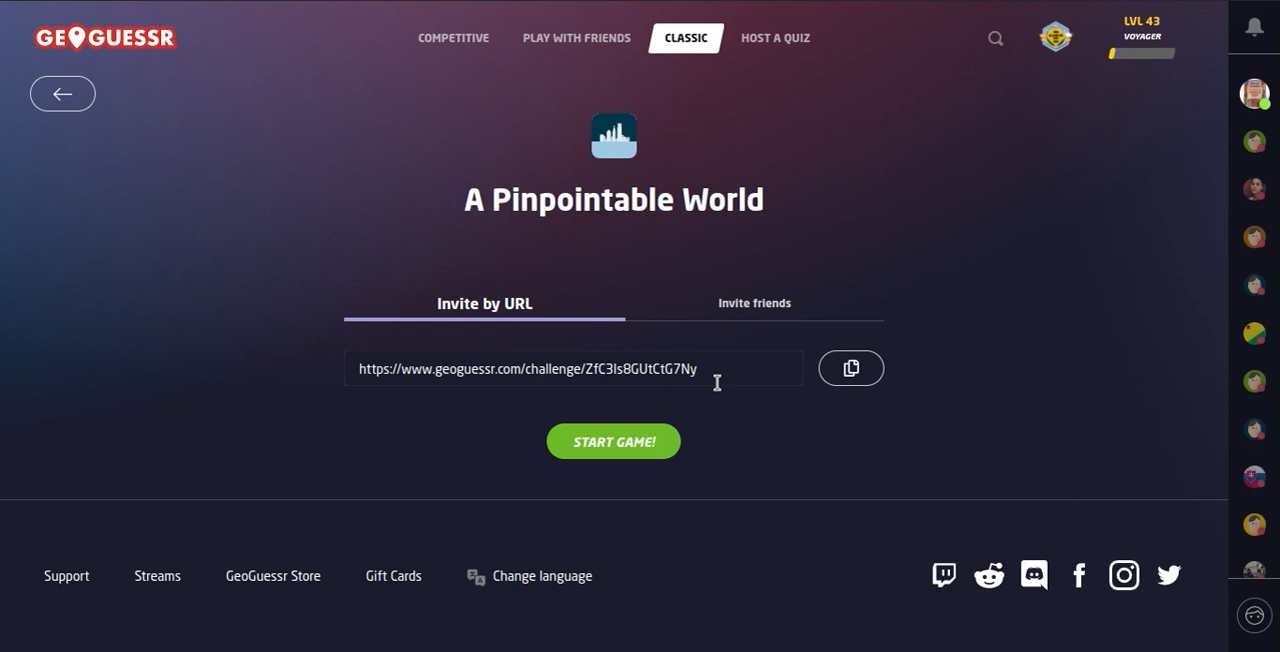 GEOGUESSR
COMPETITIVE
PLAY WITH FRIENDS
CLASSIC
HOST A QUIZ
LVL 43
VOYAGER
A Pinpointable World
Invite by URL
Invite friends
https://www.geoguessr.com/challenge/ZfC3ls8GUtCtG7Ny
START GAME!
Support
Streams
GeoGuessr Store
Gift Cards
Change language